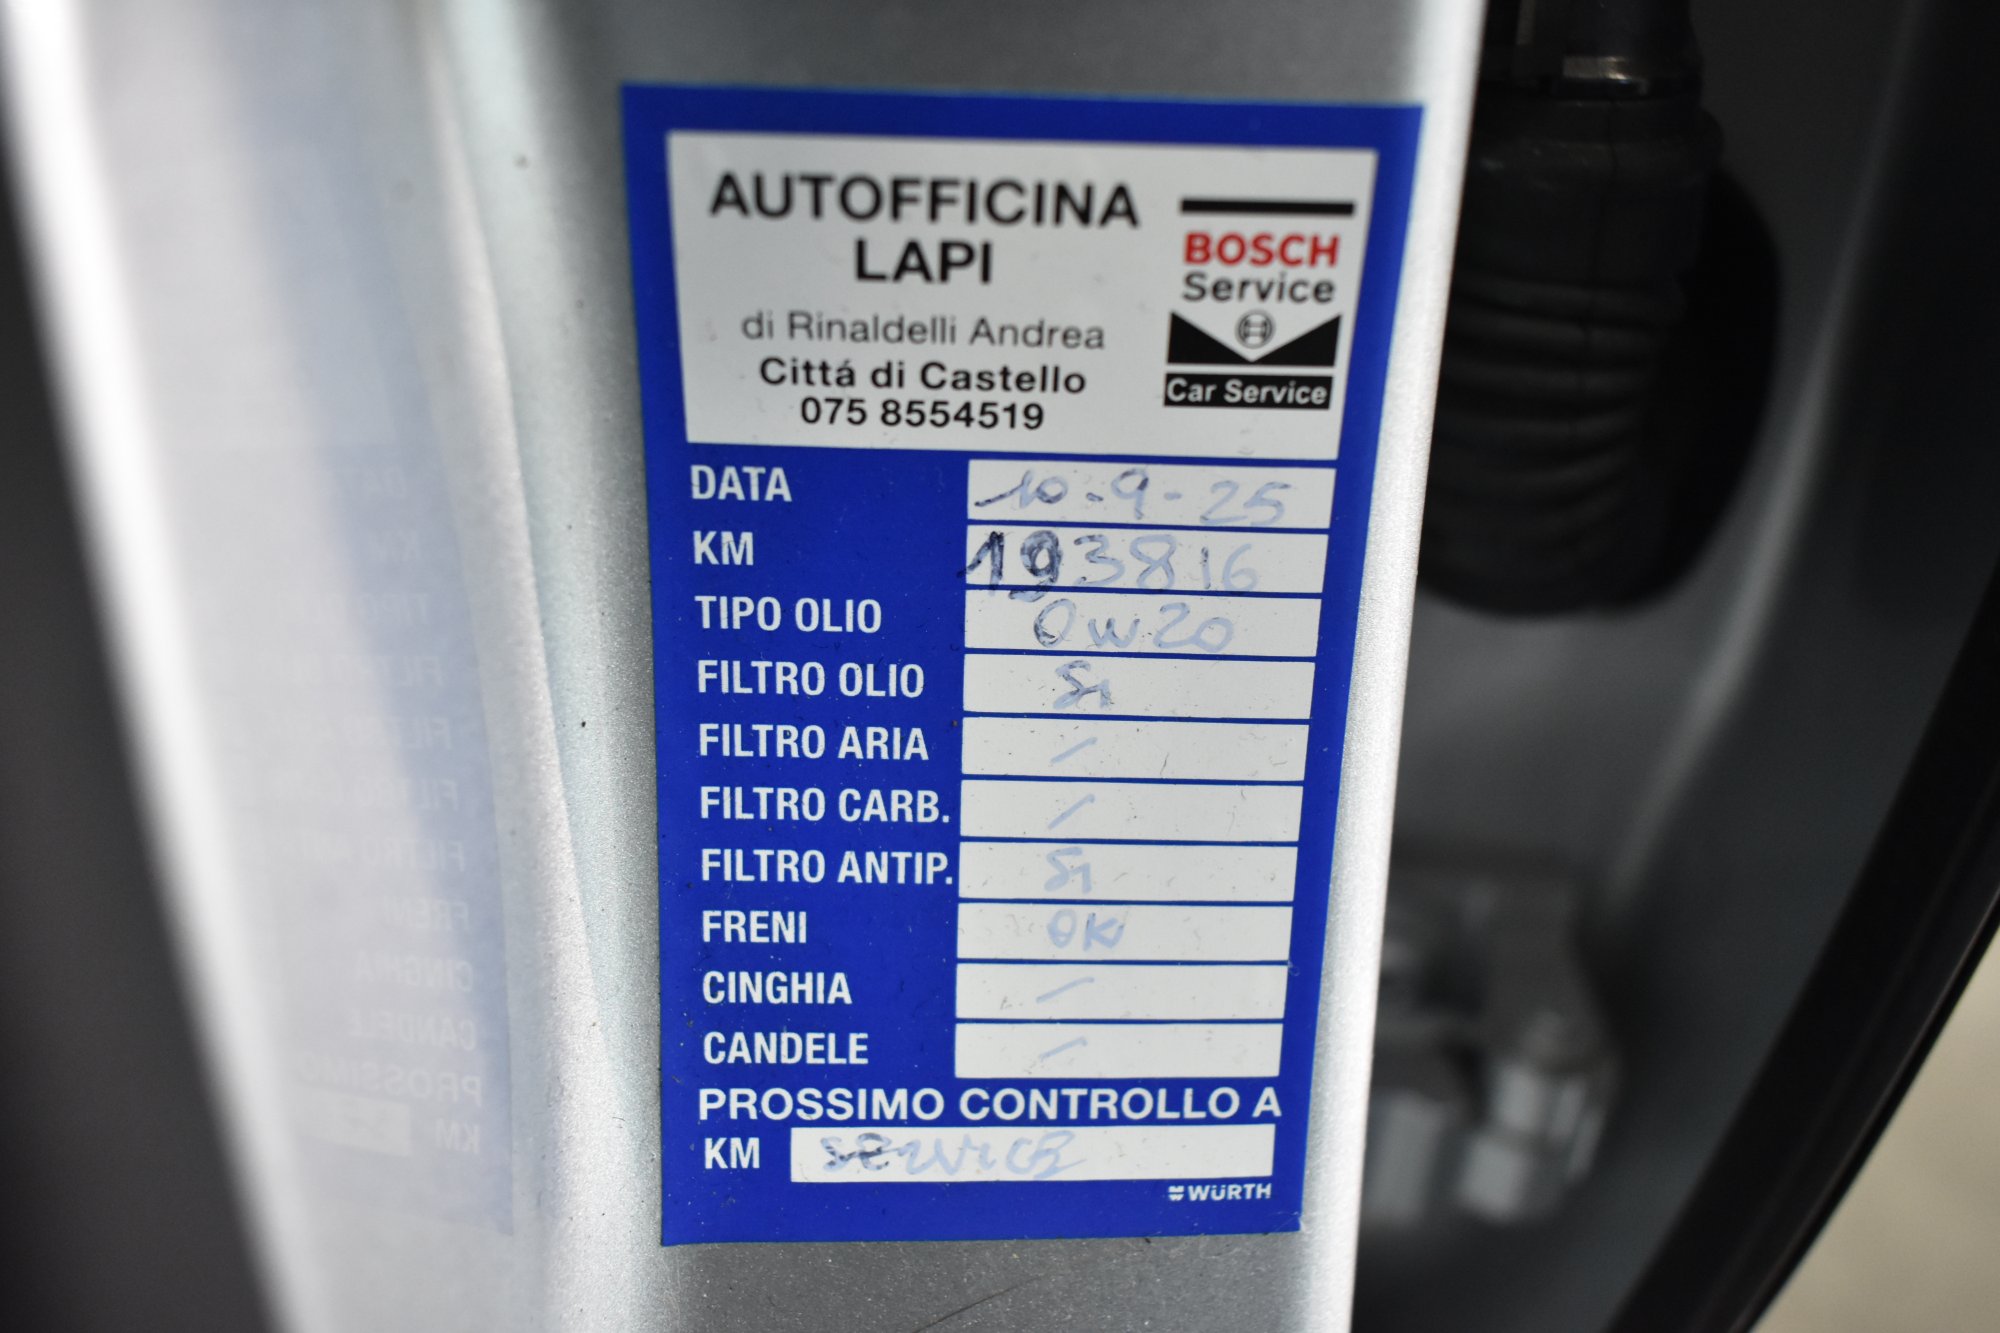 AUTOFFICINA
LAPI
di Rinaldelli Andrea
Cittá di Castello
075 8554519
BOSCH
Service
Car Service
DATA 10-9-25
KM 193816
TIPO OLIO 0w20
FILTRO OLIO Si
FILTRO ARIA /
FILTRO CARB. /
FILTRO ANTIP. Si
FRENI OK
CINGHIA /
CANDELE /
PROSSIMO CONTROLLO A
KM SERVICE
WÜRTH